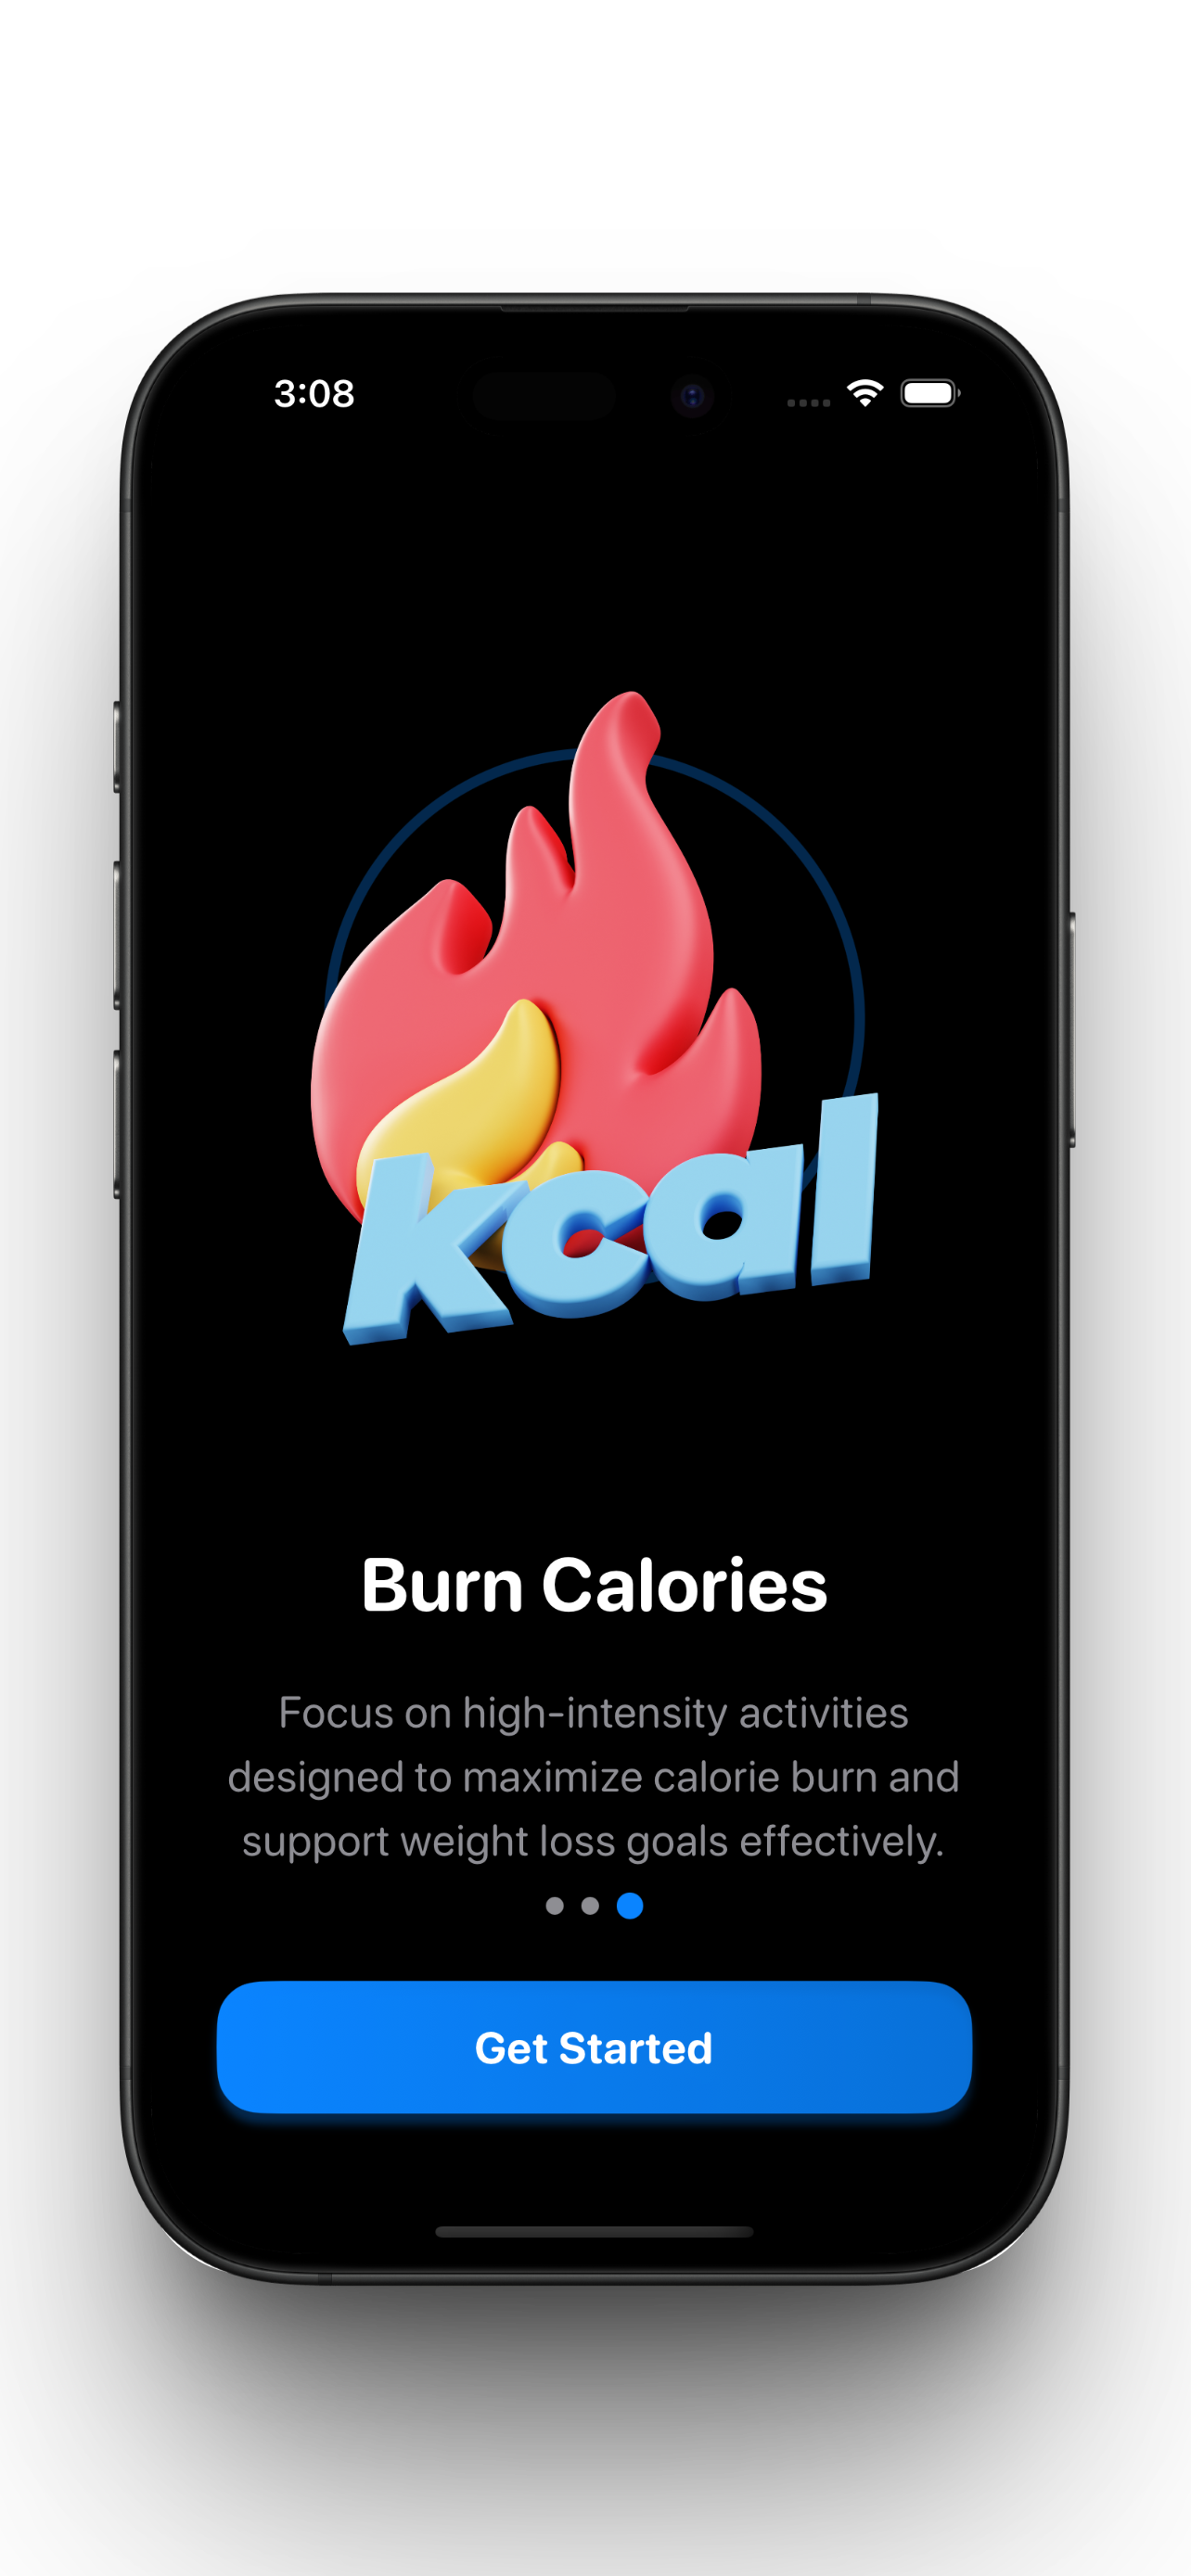 3:08
kcal
Burn Calories
Focus on high-intensity activities
designed to maximize calorie burn and
support weight loss goals effectively.
Get Started